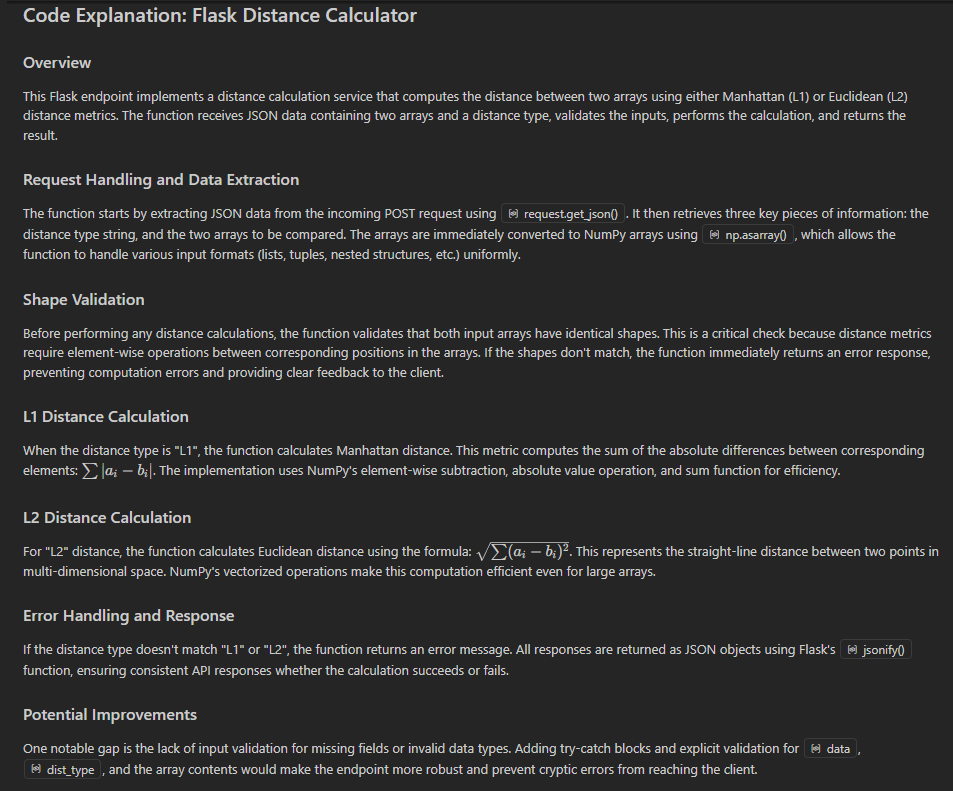 Code Explanation: Flask Distance Calculator
Overview
This Flask endpoint implements a distance calculation service that computes the distance between two arrays using either Manhattan (L1) or Euclidean (L2)
distance metrics. The function receives JSON data containing two arrays and a distance type, validates the inputs, performs the calculation, and returns the
result.
Request Handling and Data Extraction
The function starts by extracting JSON data from the incoming POST request using request.get_json() . It then retrieves three key pieces of information: the
distance type string, and the two arrays to be compared. The arrays are immediately converted to NumPy arrays using np.asarray() , which allows the
function to handle various input formats (lists, tuples, nested structures, etc.) uniformly.
Shape Validation
Before performing any distance calculations, the function validates that both input arrays have identical shapes. This is a critical check because distance metrics
require element-wise operations between corresponding positions in the arrays. If the shapes don't match, the function immediately returns an error response,
preventing computation errors and providing clear feedback to the client.
L1 Distance Calculation
When the distance type is "L1", the function calculates Manhattan distance. This metric computes the sum of the absolute differences between corresponding
elements: ∑|aᵢ − bᵢ|. The implementation uses NumPy's element-wise subtraction, absolute value operation, and sum function for efficiency.
L2 Distance Calculation
For "L2" distance, the function calculates Euclidean distance using the formula: √∑(aᵢ − bᵢ)². This represents the straight-line distance between two points in
multi-dimensional space. NumPy's vectorized operations make this computation efficient even for large arrays.
Error Handling and Response
If the distance type doesn't match "L1" or "L2", the function returns an error message. All responses are returned as JSON objects using Flask's jsonify()
function, ensuring consistent API responses whether the calculation succeeds or fails.
Potential Improvements
One notable gap is the lack of input validation for missing fields or invalid data types. Adding try-catch blocks and explicit validation for data ,
dist_type , and the array contents would make the endpoint more robust and prevent cryptic errors from reaching the client.